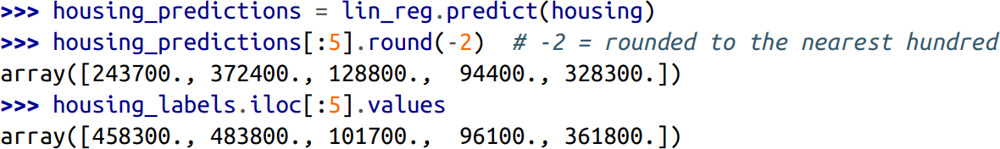 >>> housing_predictions = lin_reg.predict(housing)
>>> housing_predictions[:5].round(-2)  # -2 = rounded to the nearest hundred
array([243700., 372400., 128800.,  94400., 328300.])
>>> housing_labels.iloc[:5].values
array([458300., 483800., 101700.,  96100., 361800.])